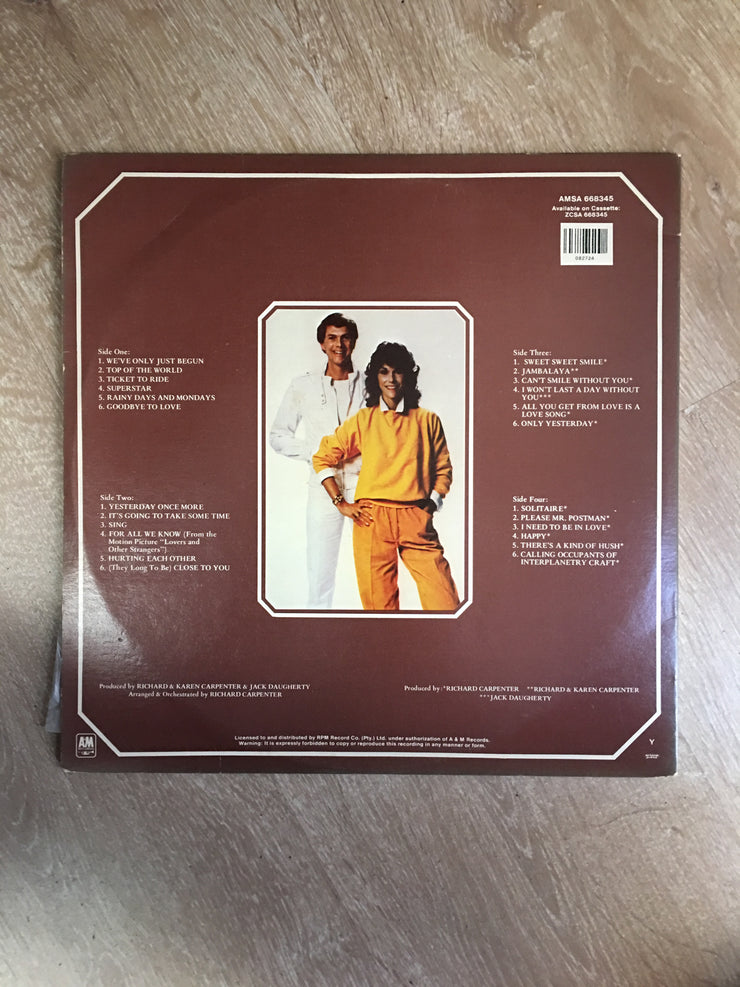 AMSA 668345
Available on Cassette:
ZCSA 668345
082724
Side One:
1. WE'VE ONLY JUST BEGUN
2. TOP OF THE WORLD
3. TICKET TO RIDE
4. SUPERSTAR
5. RAINY DAYS AND MONDAYS
6. GOODBYE TO LOVE
Side Two:
1. YESTERDAY ONCE MORE
2. IT'S GOING TO TAKE SOME TIME
3. SING
4. FOR ALL WE KNOW (From the
Motion Picture "Lovers and
Other Strangers")
5. HURTING EACH OTHER
6. (They Long To Be) CLOSE TO YOU
Side Three:
1. SWEET SWEET SMILE*
2. JAMBALAYA**
3. CAN'T SMILE WITHOUT YOU*
4. I WON'T LAST A DAY WITHOUT
YOU***
5. ALL YOU GET FROM LOVE IS A
LOVE SONG*
6. ONLY YESTERDAY*
Side Four:
1. SOLITAIRE*
2. PLEASE MR. POSTMAN*
3. I NEED TO BE IN LOVE*
4. HAPPY*
5. THERE'S A KIND OF HUSH*
6. CALLING OCCUPANTS OF
INTERPLANETRY CRAFT*
Produced by RICHARD & KAREN CARPENTER & JACK DAUGHERTY
Arranged & Orchestrated by RICHARD CARPENTER
Produced by: *RICHARD CARPENTER **RICHARD & KAREN CARPENTER
***JACK DAUGHERTY
A&M
Licensed to and distributed by RPM Record Co. (Pty.) Ltd. under authorization of A & M Records.
Warning: It is expressly forbidden to copy or reproduce this recording in any manner or form.
Y